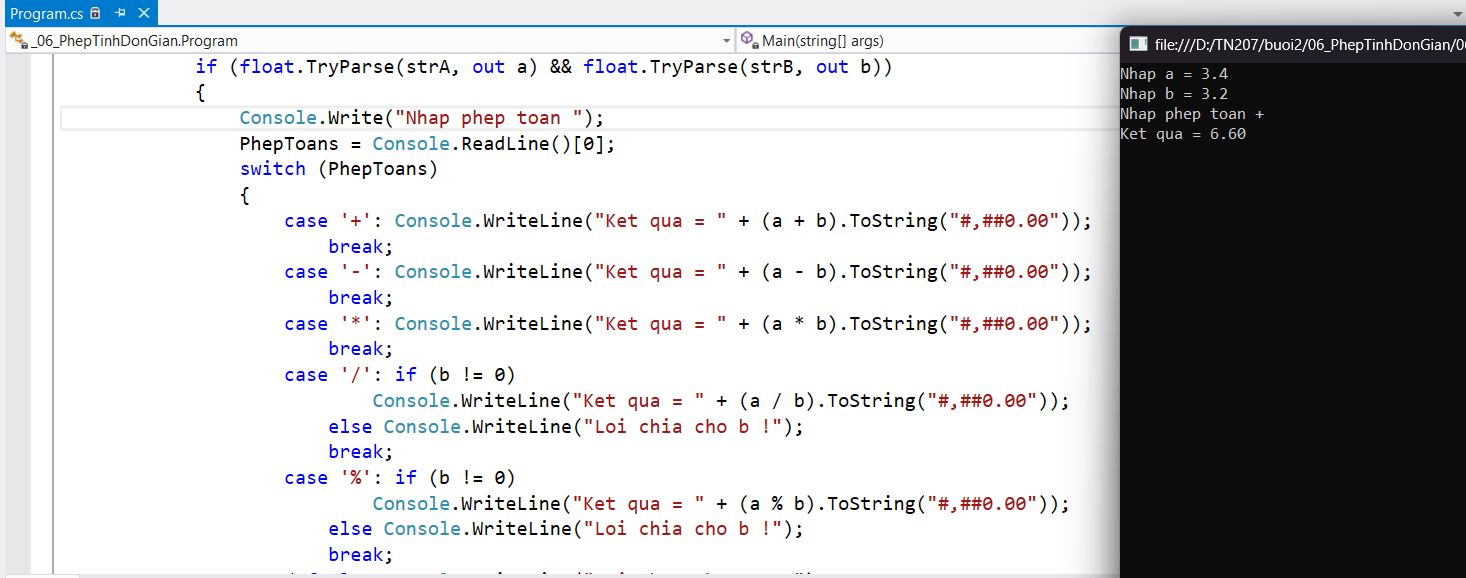 Program.cs
_06_PhepTinhDonGian.Program
Main(string[] args)
if (float.TryParse(strA, out a) && float.TryParse(strB, out b))
{
Console.Write("Nhap phep toan ");
PhepToans = Console.ReadLine()[0];
switch (PhepToans)
{
case '+': Console.WriteLine("Ket qua = " + (a + b).ToString("#,##0.00"));
break;
case '-': Console.WriteLine("Ket qua = " + (a - b).ToString("#,##0.00"));
break;
case '*': Console.WriteLine("Ket qua = " + (a * b).ToString("#,##0.00"));
break;
case '/': if (b != 0)
Console.WriteLine("Ket qua = " + (a / b).ToString("#,##0.00"));
else Console.WriteLine("Loi chia cho b !");
break;
case '%': if (b != 0)
Console.WriteLine("Ket qua = " + (a % b).ToString("#,##0.00"));
else Console.WriteLine("Loi chia cho b !");
break;
file:///D:/TN207/buoi2/06_PhepTinhDonGian/0
Nhap a = 3.4
Nhap b = 3.2
Nhap phep toan +
Ket qua = 6.60